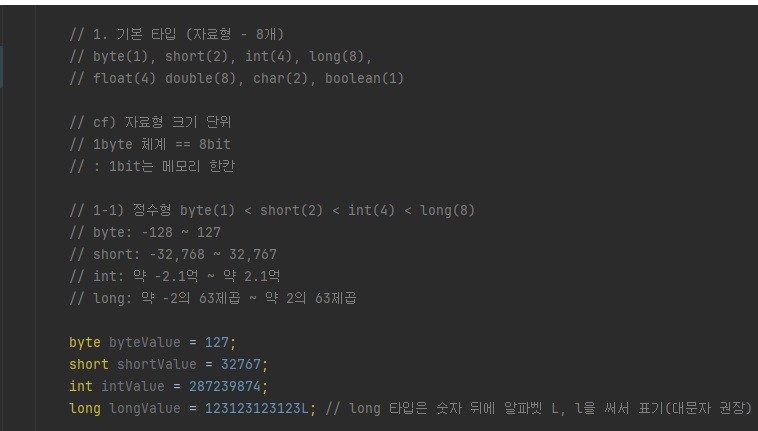 // 1. 기본 타입 (자료형 - 8개)
// byte(1), short(2), int(4), long(8),
// float(4) double(8), char(2), boolean(1)
// cf) 자료형 크기 단위
// 1byte 체계 == 8bit
// : 1bit는 메모리 한칸
// 1-1) 정수형 byte(1) < short(2) < int(4) < long(8)
// byte: -128 ~ 127
// short: -32,768 ~ 32,767
// int: 약 -2.1억 ~ 약 2.1억
// long: 약 -2의 63제곱 ~ 약 2의 63제곱
byte byteValue = 127;
short shortValue = 32767;
int intValue = 287239874;
long longValue = 123123123123L; // long 타입은 숫자 뒤에 알파벳 L, l을 써서 표기(대문자 권장)